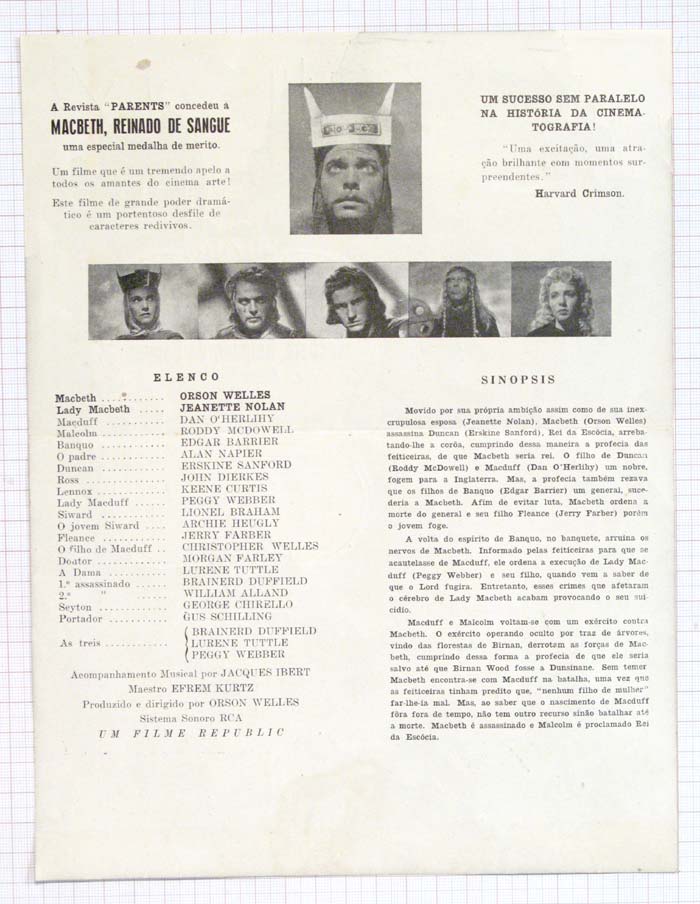 A Revista "PARENTS" concedeu à
MACBETH, REINADO DE SANGUE
uma especial medalha de merito.
Um filme que é um tremendo apelo a
todos os amantes do cinema arte!
Este filme de grande poder dramá-
tico é um portentoso desfile de
caracteres redivivos.
UM SUCESSO SEM PARALELO
NA HISTÓRIA DA CINEMA-
TOGRAFIA!
"Uma excitação, uma atra-
ção brilhante com momentos sur-
preendentes."
Harvard Crimson.
ELENCO
Macbeth ............ ORSON WELLES
Lady Macbeth ..... JEANETTE NOLAN
Macduff ........... DAN O'HERLIHY
Malcolm ............ RODDY MCDOWELL
Banquo ............ EDGAR BARRIER
O padre ........... ALAN NAPIER
Duncan ............ ERSKINE SANFORD
Ross .............. JOHN DIERKES
Lennox ............ KEENE CURTIS
Lady Macduff ...... PEGGY WEBBER
Siward ............ LIONEL BRAHAM
O jovem Siward .... ARCHIE HEUGLY
Fleance ........... JERRY FARBER
O filho de Macduff .. CHRISTOPHER WELLES
Doator ............ MORGAN FARLEY
A Dama ............ LURENE TUTTLE
1.º assassinado ..... BRAINERD DUFFIELD
2.º " ........ WILLIAM ALLAND
Seyton ............ GEORGE CHIRELLO
Portador .......... GUS SCHILLING
As treis ........... BRAINERD DUFFIELD
LURENE TUTTLE
PEGGY WEBBER
Acompanhamento Musical por JACQUES IBERT
Maestro EFREM KURTZ
Produzido e dirigido por ORSON WELLES
Sistema Sonoro RCA
UM FILME REPUBLIC
SINOPSIS
Movido por sua própria ambição assim como de sua ines-
crupulosa esposa (Jeanette Nolan), Macbeth (Orson Welles)
assassina Duncan (Erskine Sanford), Rei da Escócia, arreba-
tando-lhe a corôa, cumprindo dessa maneira a profecia das
feiticeiras, de que Macbeth seria rei. O filho de Duncan
(Roddy McDowell) e Macduff (Dan O'Herliky) um nobre,
fogem para a Inglaterra. Mas, a profecia também rezava
que os filhos de Banquo (Edgar Barrier) um general, suce-
deria a Macbeth. Afim de evitar luta, Macbeth ordena a
morte do general e seu filho Fleance (Jerry Farber) porém
o jovem foge.
A volta do espirito de Banquo, no banquete, arruina os
nervos de Macbeth. Informado pelas feiticeiras para que se
acautelasse de Macduff, ele ordena a execução de Lady Mac-
duff (Peggy Webber) e seu filho, quando vem a saber de
que o Lord fugira. Entretanto, esses crimes que afetaram
o cérebro de Lady Macbeth acabam provocando o seu sui-
cidio.
Macduff e Malcolm voltam-se com um exército contra
Macbeth. O exército operando oculto por traz de árvores,
vindo das florestas de Birnan, derrotam as forças de Mac-
beth, cumprindo dessa forma a profecia de que ele seria
salvo até que Birnan Wood fosse a Dunsinane. Sem temer
Macbeth encontra-se com Macduff na batalha, uma vez que
as feiticeiras tinham predito que, "nenhum filho de mulher"
far-lhe-ia mal. Mas, ao saber que o nascimento de Macduff
fôra fora de tempo, não tem outro recurso sinão batalhar até
a morte. Macbeth é assassinado e Malcolm é proclamado Rei
da Escócia.